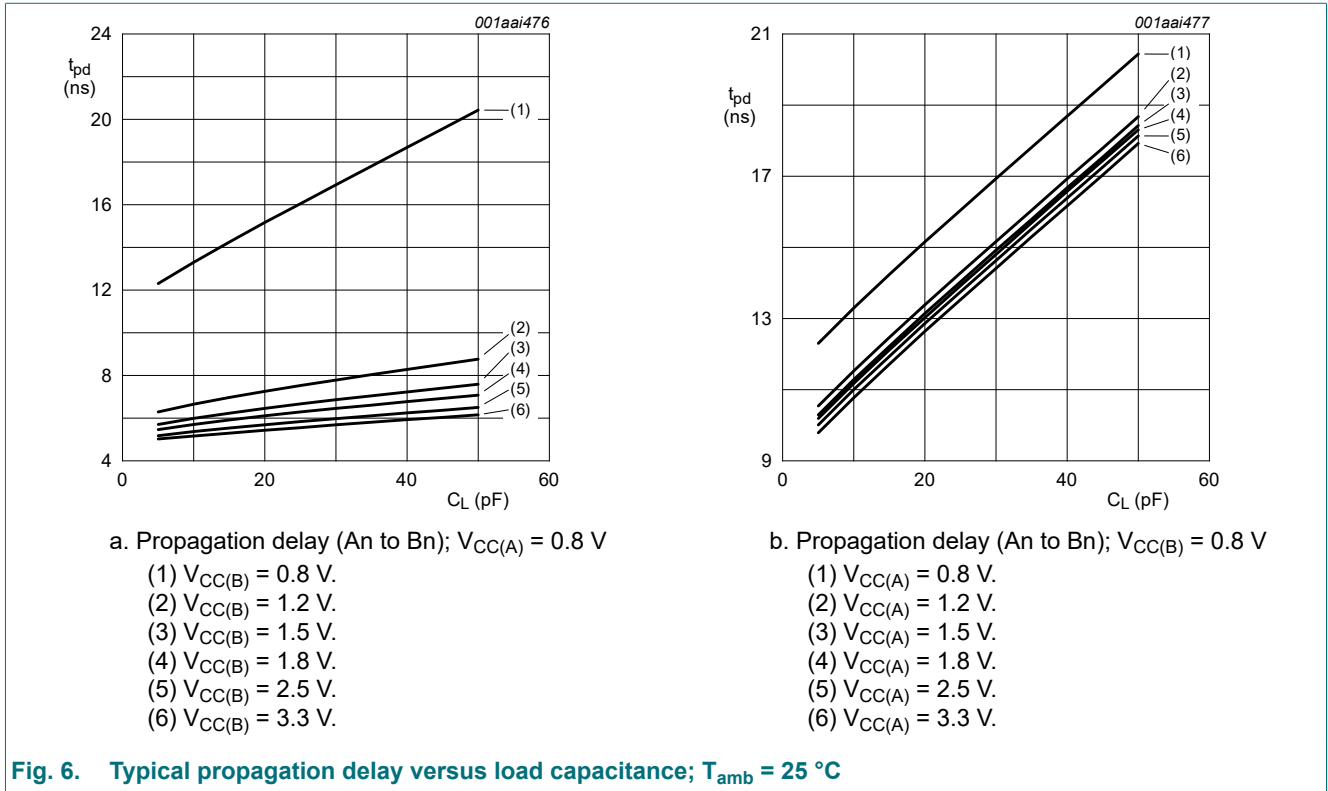 001aai476
24
20
16
12
8
4
t_pd
(ns)
(1)
(2)
(3)
(4)
(5)
(6)
0
20
40
60
C_L (pF)
a. Propagation delay (An to Bn); V_CC(A) = 0.8 V
(1) V_CC(B) = 0.8 V.
(2) V_CC(B) = 1.2 V.
(3) V_CC(B) = 1.5 V.
(4) V_CC(B) = 1.8 V.
(5) V_CC(B) = 2.5 V.
(6) V_CC(B) = 3.3 V.
001aai477
21
17
13
9
t_pd
(ns)
(1)
(2)
(3)
(4)
(5)
(6)
0
20
40
60
C_L (pF)
b. Propagation delay (An to Bn); V_CC(B) = 0.8 V
(1) V_CC(A) = 0.8 V.
(2) V_CC(A) = 1.2 V.
(3) V_CC(A) = 1.5 V.
(4) V_CC(A) = 1.8 V.
(5) V_CC(A) = 2.5 V.
(6) V_CC(A) = 3.3 V.
Fig. 6. Typical propagation delay versus load capacitance; T_amb = 25 °C